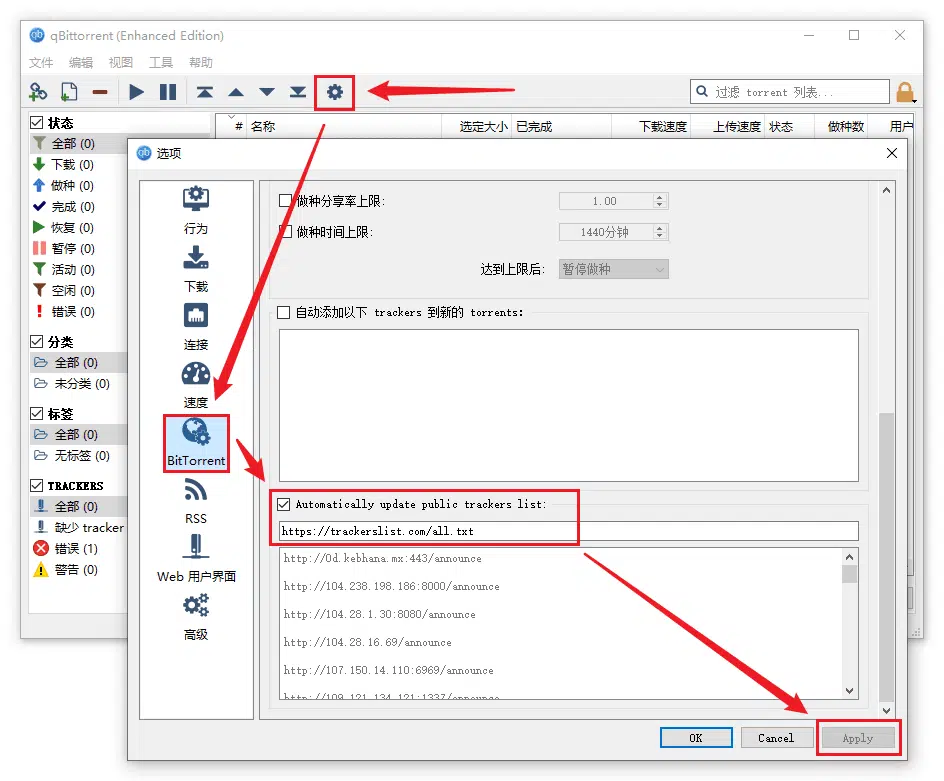 qBittorrent (Enhanced Edition)
文件 编辑 视图 工具 帮助
过滤 torrent 列表...
状态
全部 (0)
下载 (0)
做种 (0)
完成 (0)
恢复 (0)
暂停 (0)
活动 (0)
空闲 (0)
错误 (0)
分类
全部 (0)
未分类 (0)
标签
全部 (0)
无标签 (0)
TRACKERS
全部 (0)
缺少 tracker
错误 (1)
警告 (0)
# 名称 选定大小 已完成 下载速度 上传速度 状态 做种数 用户
选项
行为
下载
连接
速度
BitTorrent
RSS
Web 用户界面
高级
做种分享率上限: 1.00
做种时间上限: 1440分钟
达到上限后: 暂停做种
自动添加以下 trackers 到新的 torrents:
Automatically update public trackers list:
https://trackerslist.com/all.txt
http://0d.kebhana.mx:443/announce
http://104.238.198.186:8000/announce
http://104.28.1.30:8080/announce
http://104.28.16.69/announce
http://107.150.14.110:6969/announce
http://109.121.134.121:1337/announce
OK Cancel Apply